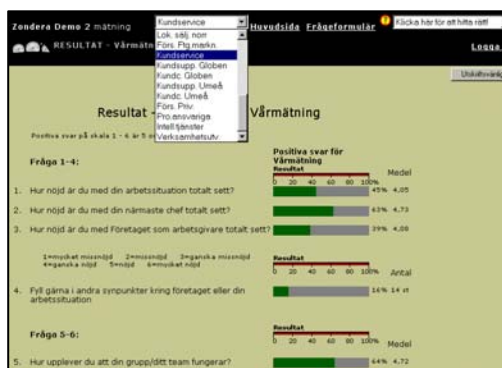 Zondera Demo 2 mätning
Kundservice
Huvudsida Frågeformulär
Klicka här för att hitta rätt!
RESULTAT - Vårmätn
Logga
Lok. sälj. norr
Förs. Ftg.markn.
Kundservice
Kundsupp. Globen
Kundc. Globen
Kundsupp. Umeå
Kundc. Umeå
Förs. Priv.
Pro.ansvariga
Intell.tjänster
Verksamhetsutv.
Utskriftsvänlig
Resultat - Vårmätning
Positiva svar på skala 1 - 6 är 5 o
Fråga 1-4:
Positiva svar för
Vårmätning
Resultat
0 20 40 60 80 100% Medel
1. Hur nöjd är du med din arbetssituation totalt sett? 45% 4,05
2. Hur nöjd är du med din närmaste chef totalt sett? 63% 4,73
3. Hur nöjd är du med Företaget som arbetsgivare totalt sett? 39% 4,08
1=mycket missnöjd 2=missnöjd 3=ganska missnöjd
4=ganska nöjd 5=nöjd 6=mycket nöjd
Resultat
0 20 40 60 80 100% Antal
4. Fyll gärna i andra synpunkter kring företaget eller din
arbetssituation 16% 14 st
Fråga 5-6:
Resultat
0 20 40 60 80 100% Medel
5. Hur upplever du att din grupp/ditt team fungerar? 64% 4,72